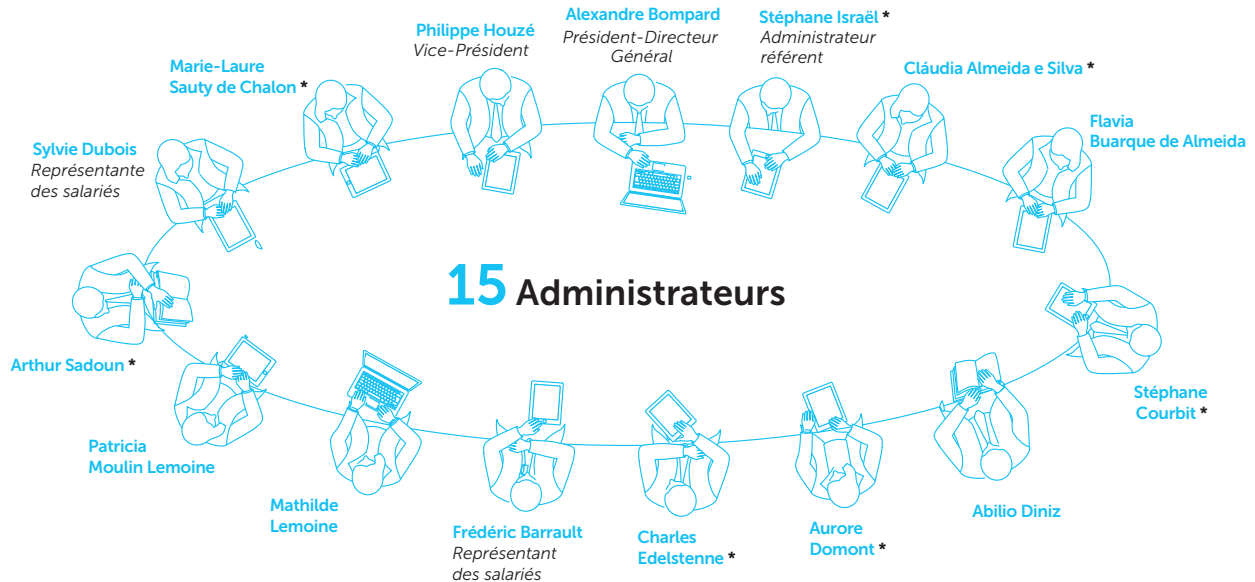 Alexandre Bompard
Président-Directeur
Général
Stéphane Israël *
Administrateur
référent
Philippe Houzé
Vice-Président
Cláudia Almeida e Silva *
Marie-Laure
Sauty de Chalon *
Flavia
Buarque de Almeida
Sylvie Dubois
Représentante
des salariés
15 Administrateurs
Arthur Sadoun *
Stéphane
Courbit *
Patricia
Moulin Lemoine
Mathilde
Lemoine
Abilio Diniz
Frédéric Barrault
Représentant
des salariés
Charles
Edelstenne *
Aurore
Domont *